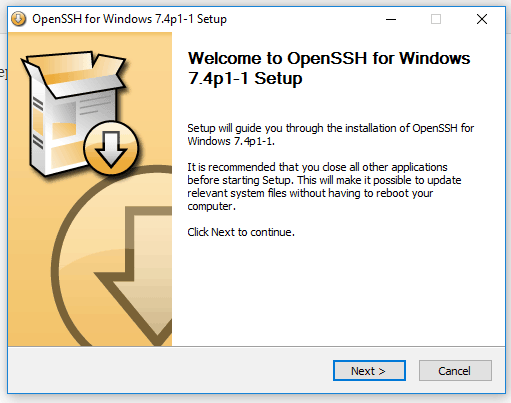 OpenSSH for Windows 7.4p1-1 Setup
Welcome to OpenSSH for Windows
7.4p1-1 Setup
Setup will guide you through the installation of OpenSSH for
Windows 7.4p1-1.
It is recommended that you close all other applications
before starting Setup. This will make it possible to update
relevant system files without having to reboot your
computer.
Click Next to continue.
Next >
Cancel